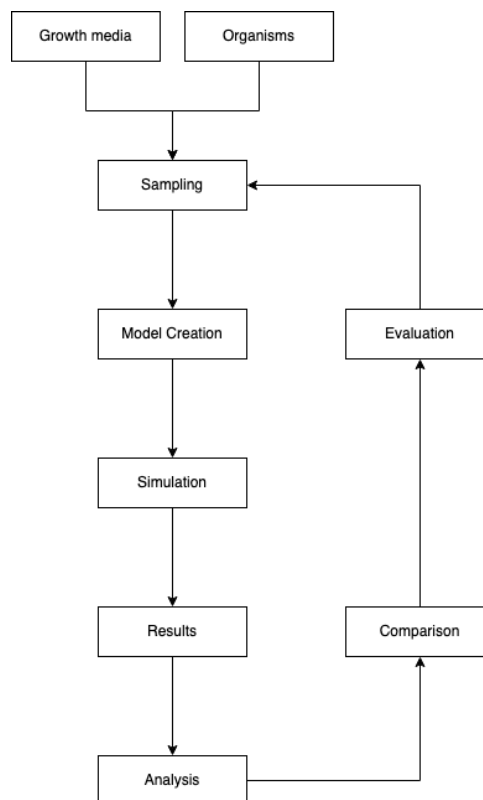 Growth media
Organisms
Sampling
Model Creation
Evaluation
Simulation
Results
Comparison
Analysis